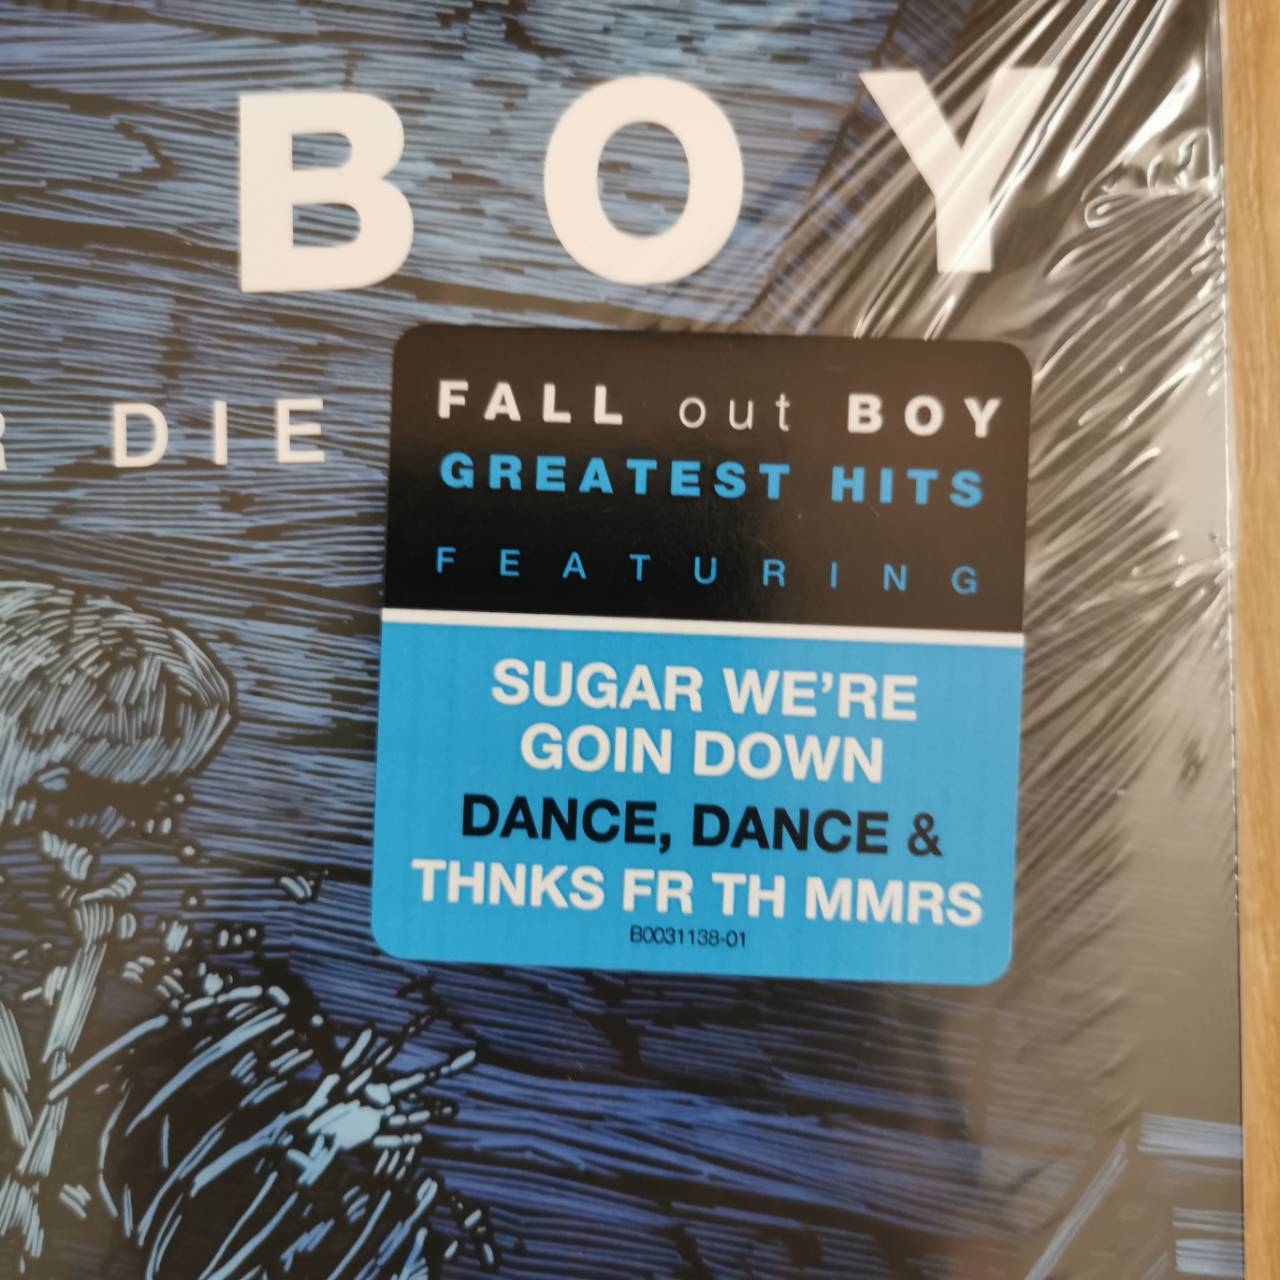 BOY
DIE
FALL out BOY
GREATEST HITS
FEATURING
SUGAR WE'RE
GOIN DOWN
DANCE, DANCE &
THNKS FR TH MMRS
B0031138-01